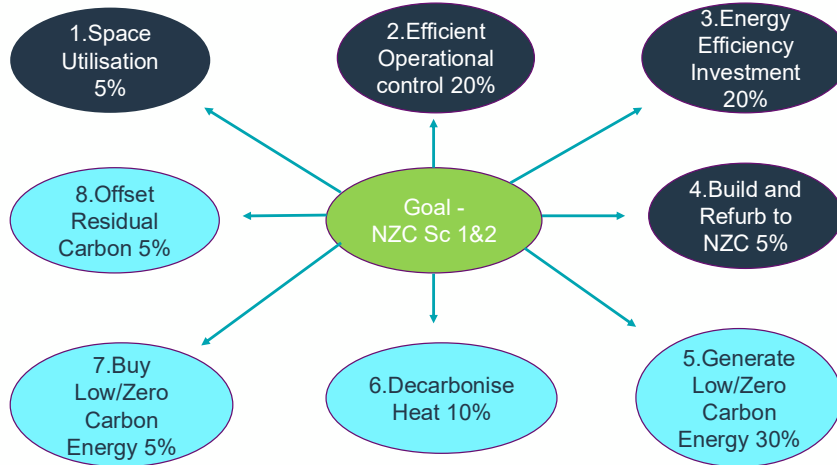 1.Space
Utilisation
5%
2.Efficient
Operational
control 20%
3.Energy
Efficiency
Investment
20%
8.Offset
Residual
Carbon 5%
Goal -
NZC Sc 1&2
4.Build and
Refurb to
NZC 5%
7.Buy
Low/Zero
Carbon
Energy 5%
6.Decarbonise
Heat 10%
5.Generate
Low/Zero
Carbon
Energy 30%